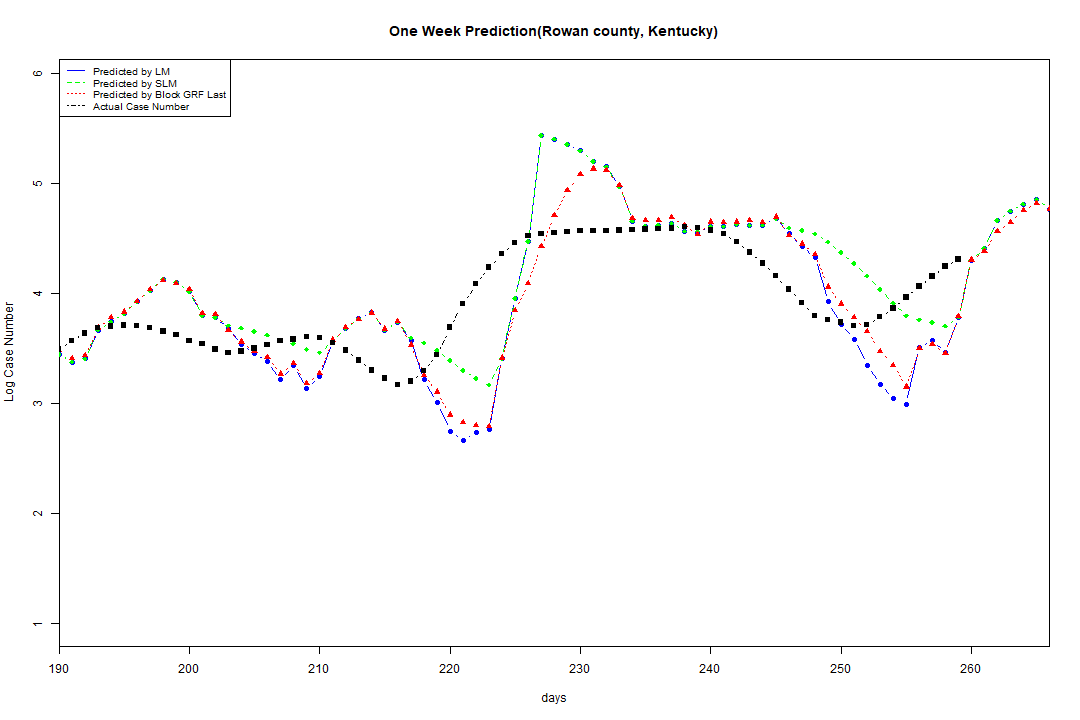 One Week Prediction(Rowan county, Kentucky)
Predicted by LM
Predicted by SLM
Predicted by Block GRF Last
Actual Case Number
6
5
4
3
2
1
Log Case Number
190 200 210 220 230 240 250 260
days